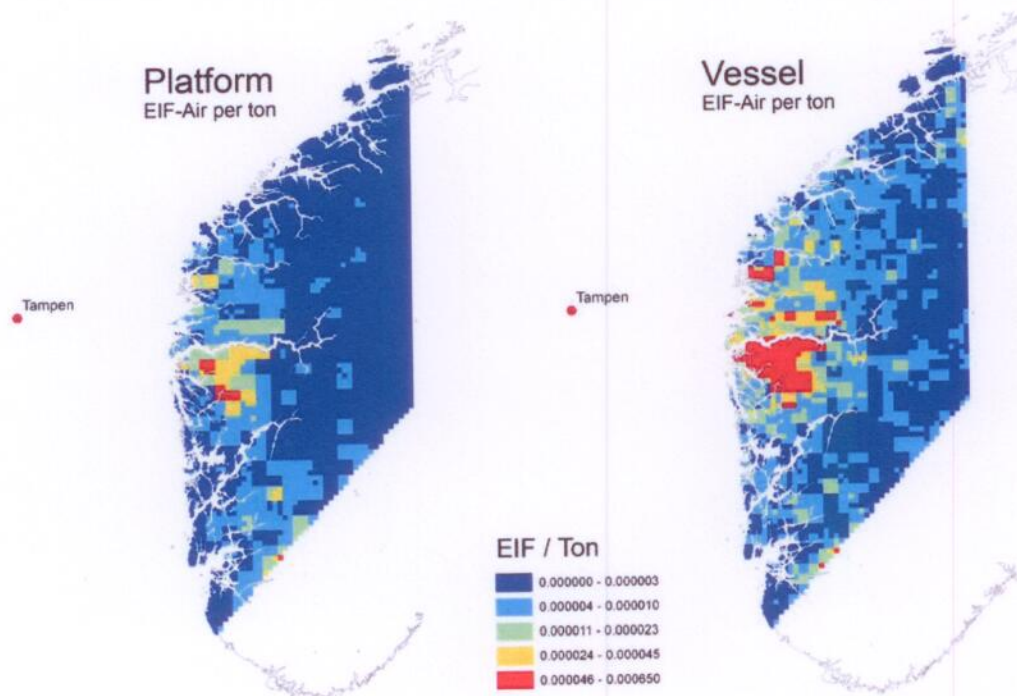 Platform
EIF-Air per ton
Vessel
EIF-Air per ton
Tampen
Tampen
EIF / Ton
0.000000 - 0.000003
0.000004 - 0.000010
0.000011 - 0.000023
0.000024 - 0.000045
0.000046 - 0.000650